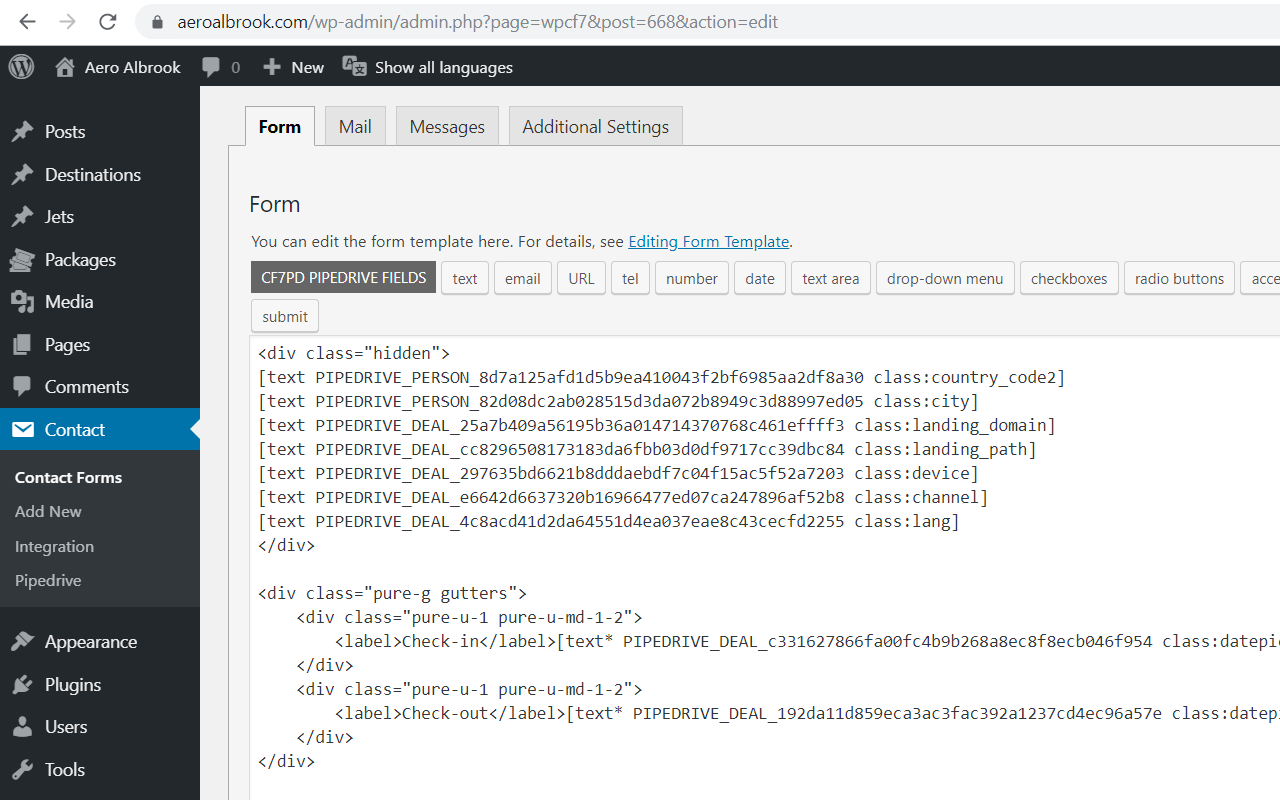 aeroalbrook.com/wp-admin/admin.php?page=wpcf7&post=668&action=edit
Aero Albrook 0 New Show all languages
Posts
Destinations
Jets
Packages
Media
Pages
Comments
Contact
Contact Forms
Add New
Integration
Pipedrive
Appearance
Plugins
Users
Tools
Form Mail Messages Additional Settings
Form
You can edit the form template here. For details, see Editing Form Template.
CF7PD PIPEDRIVE FIELDS text email URL tel number date text area drop-down menu checkboxes radio buttons acce
submit
<div class="hidden">
[text PIPEDRIVE_PERSON_8d7a125afd1d5b9ea410043f2bf6985aa2df8a30 class:country_code2]
[text PIPEDRIVE_PERSON_82d08dc2ab028515d3da072b8949c3d88997ed05 class:city]
[text PIPEDRIVE_DEAL_25a7b409a56195b36a014714370768c461effff3 class:landing_domain]
[text PIPEDRIVE_DEAL_cc8296508173183da6fbb03d0df9717cc39dbc84 class:landing_path]
[text PIPEDRIVE_DEAL_297635bd6621b8dddaebdf7c04f15ac5f52a7203 class:device]
[text PIPEDRIVE_DEAL_e6642d6637320b16966477ed07ca247896af52b8 class:channel]
[text PIPEDRIVE_DEAL_4c8acd41d2da64551d4ea037eae8c43cecfd2255 class:lang]
</div>
<div class="pure-g gutters">
<div class="pure-u-1 pure-u-md-1-2">
<label>Check-in</label>[text* PIPEDRIVE_DEAL_c331627866fa00fc4b9b268a8ec8f8ecb046f954 class:datepic
</div>
<div class="pure-u-1 pure-u-md-1-2">
<label>Check-out</label>[text* PIPEDRIVE_DEAL_192da11d859eca3ac3fac392a1237cd4ec96a57e class:datepi
</div>
</div>